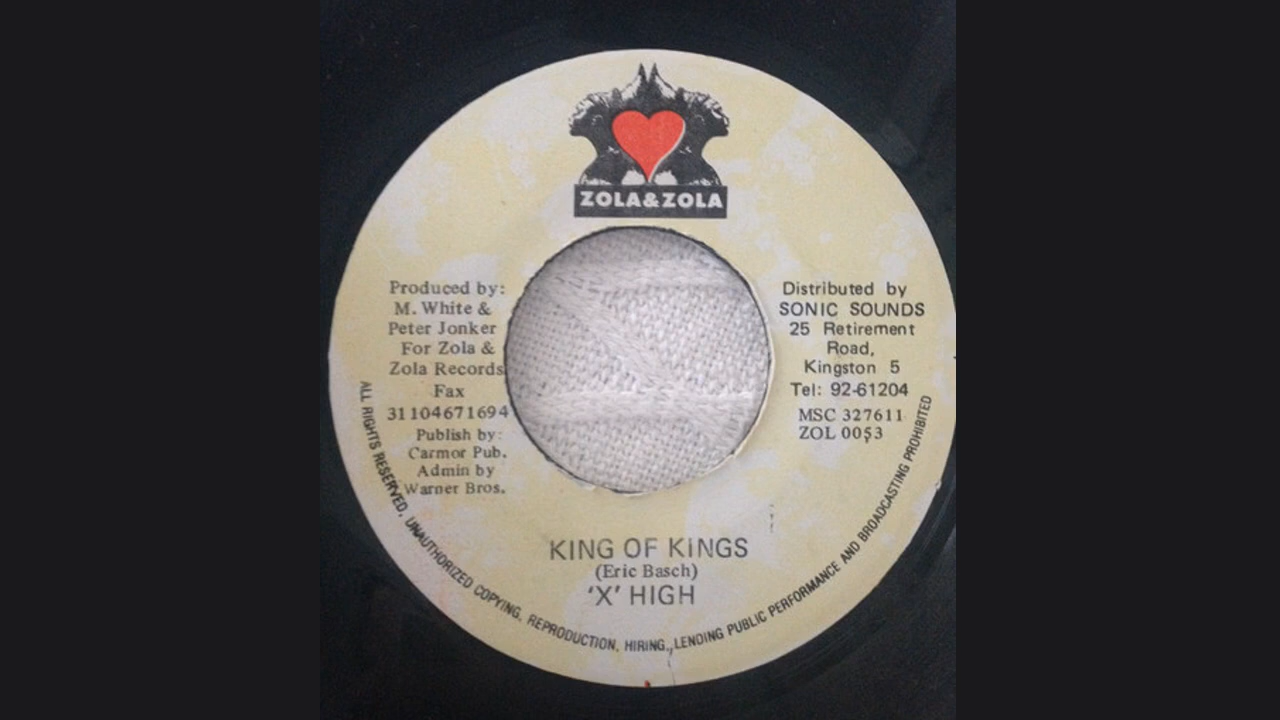 ZOLA&ZOLA
Produced by:
M. White &
Peter Jonker
For Zola &
Zola Records
Fax
31104671694
Publish by:
Carmor Pub.
Admin by
Warner Bros.
Distributed by
SONIC SOUNDS
25 Retirement
Road,
Kingston 5
Tel: 92-61204
MSC 327611
ZOL 0053
KING OF KINGS
(Eric Basch)
‘X’ HIGH
ALL RIGHTS RESERVED, UNAUTHORIZED COPYING, REPRODUCTION, HIRING, LENDING PUBLIC PERFORMANCE AND BROADCASTING PROHIBITED